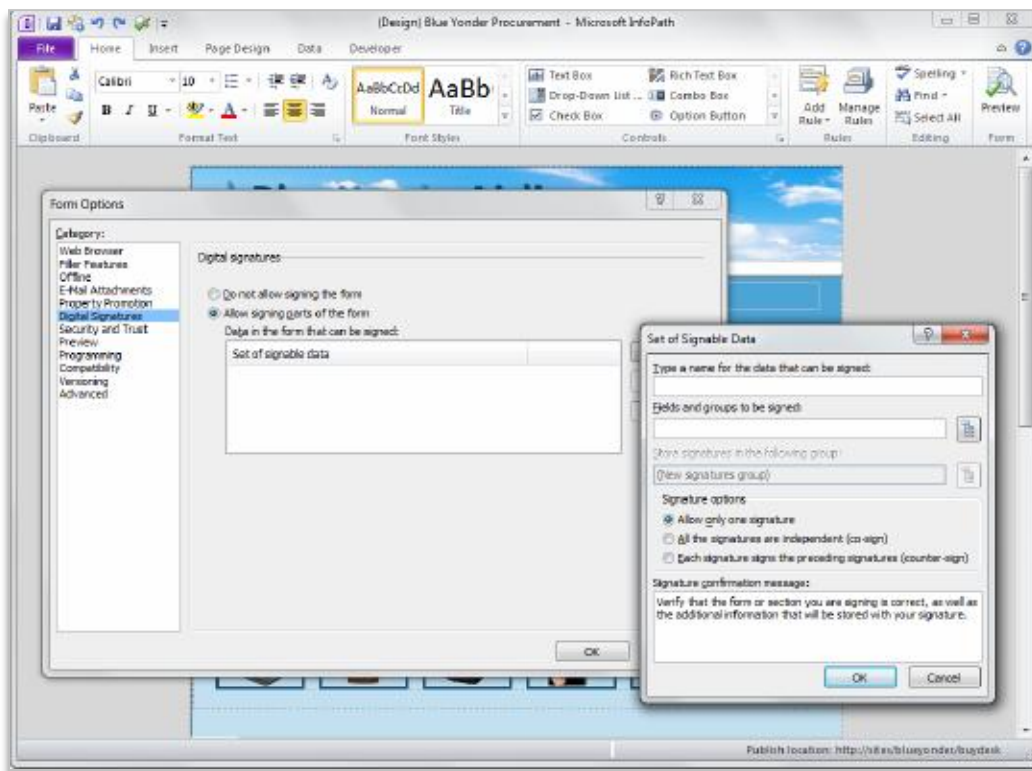 (Design) Blue Yonder Procurement - Microsoft InfoPath
File Home Insert Page Design Data Developer
Calibri 10 AaBbCcDd AaBb Text Box Rich Text Box Spelling
Paste Normal Title Drop-Down List ... Combo Box Add Rule Manage Rules Find Preview
B I U A Check Box Option Button Select All
Clipboard Format Text Font Styles Controls Rules Editing Form
Form Options
Category:
Web Browser
Filler Features
Offline
E-Mail Attachments
Property Promotion
Digital Signatures
Security and Trust
Preview
Programming
Compatibility
Versioning
Advanced
Digital signatures
Do not allow signing the form
Allow signing parts of the form
Data in the form that can be signed:
Set of signable data
OK
Set of Signable Data
Type a name for the data that can be signed:
Fields and groups to be signed:
Store signatures in the following group:
(New signatures group)
Signature options
Allow only one signature
All the signatures are independent (co-sign)
Each signature signs the preceding signatures (counter-sign)
Signature confirmation message:
Verify that the form or section you are signing is correct, as well as
the additional information that will be stored with your signature.
OK Cancel
Publish location: http://sites/blueyonder/buydesk